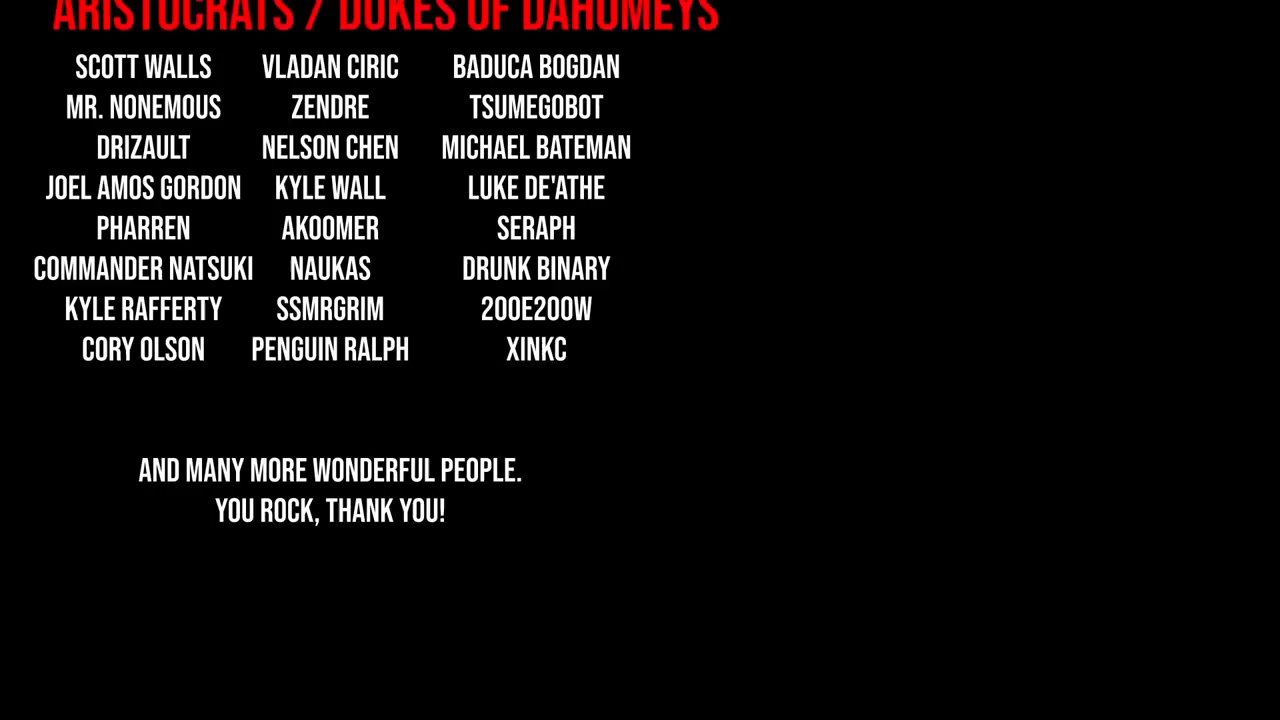 ARISTOCRATS / DUKES OF DAHOMEYS
SCOTT WALLS VLADAN CIRIC BADUCA BOGDAN
MR. NONEMOUS ZENDRE TSUMEGOBOT
DRIZAULT NELSON CHEN MICHAEL BATEMAN
JOEL AMOS GORDON KYLE WALL LUKE DE'ATHE
PHARREN AKOOMER SERAPH
COMMANDER NATSUKI NAUKAS DRUNK BINARY
KYLE RAFFERTY SSMRGRIM 200E200W
CORY OLSON PENGUIN RALPH XINKC
AND MANY MORE WONDERFUL PEOPLE.
YOU ROCK, THANK YOU!